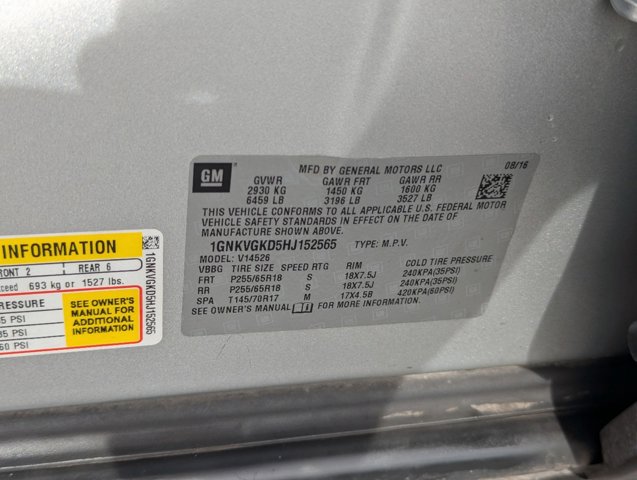 GM
MFD BY GENERAL MOTORS LLC 08/16
GVWR GAWR FRT GAWR RR
2930 KG 1450 KG 1600 KG
6459 LB 3196 LB 3527 LB
THIS VEHICLE CONFORMS TO ALL APPLICABLE U.S. FEDERAL MOTOR
VEHICLE SAFETY STANDARDS IN EFFECT ON THE DATE OF
MANUFACTURE SHOWN ABOVE.
1GNKVGKD5HJ152565 TYPE: M.P.V.
MODEL: V14526
VBBG TIRE SIZE SPEED RTG RIM COLD TIRE PRESSURE
FRT P255/65R18 S 18X7.5J 240KPA(35PSI)
RR P255/65R18 S 18X7.5J 240KPA(35PSI)
SPA T145/70R17 M 17X4.5B 420KPA(60PSI)
SEE OWNER'S MANUAL FOR MORE INFORMATION.
INFORMATION
FRONT 2 REAR 6
693 kg or 1527 lbs.
PRESSURE
PSI
PSI
60 PSI
SEE OWNER'S
MANUAL FOR
ADDITIONAL
INFORMATION
1GNKVGKD5HJ152565